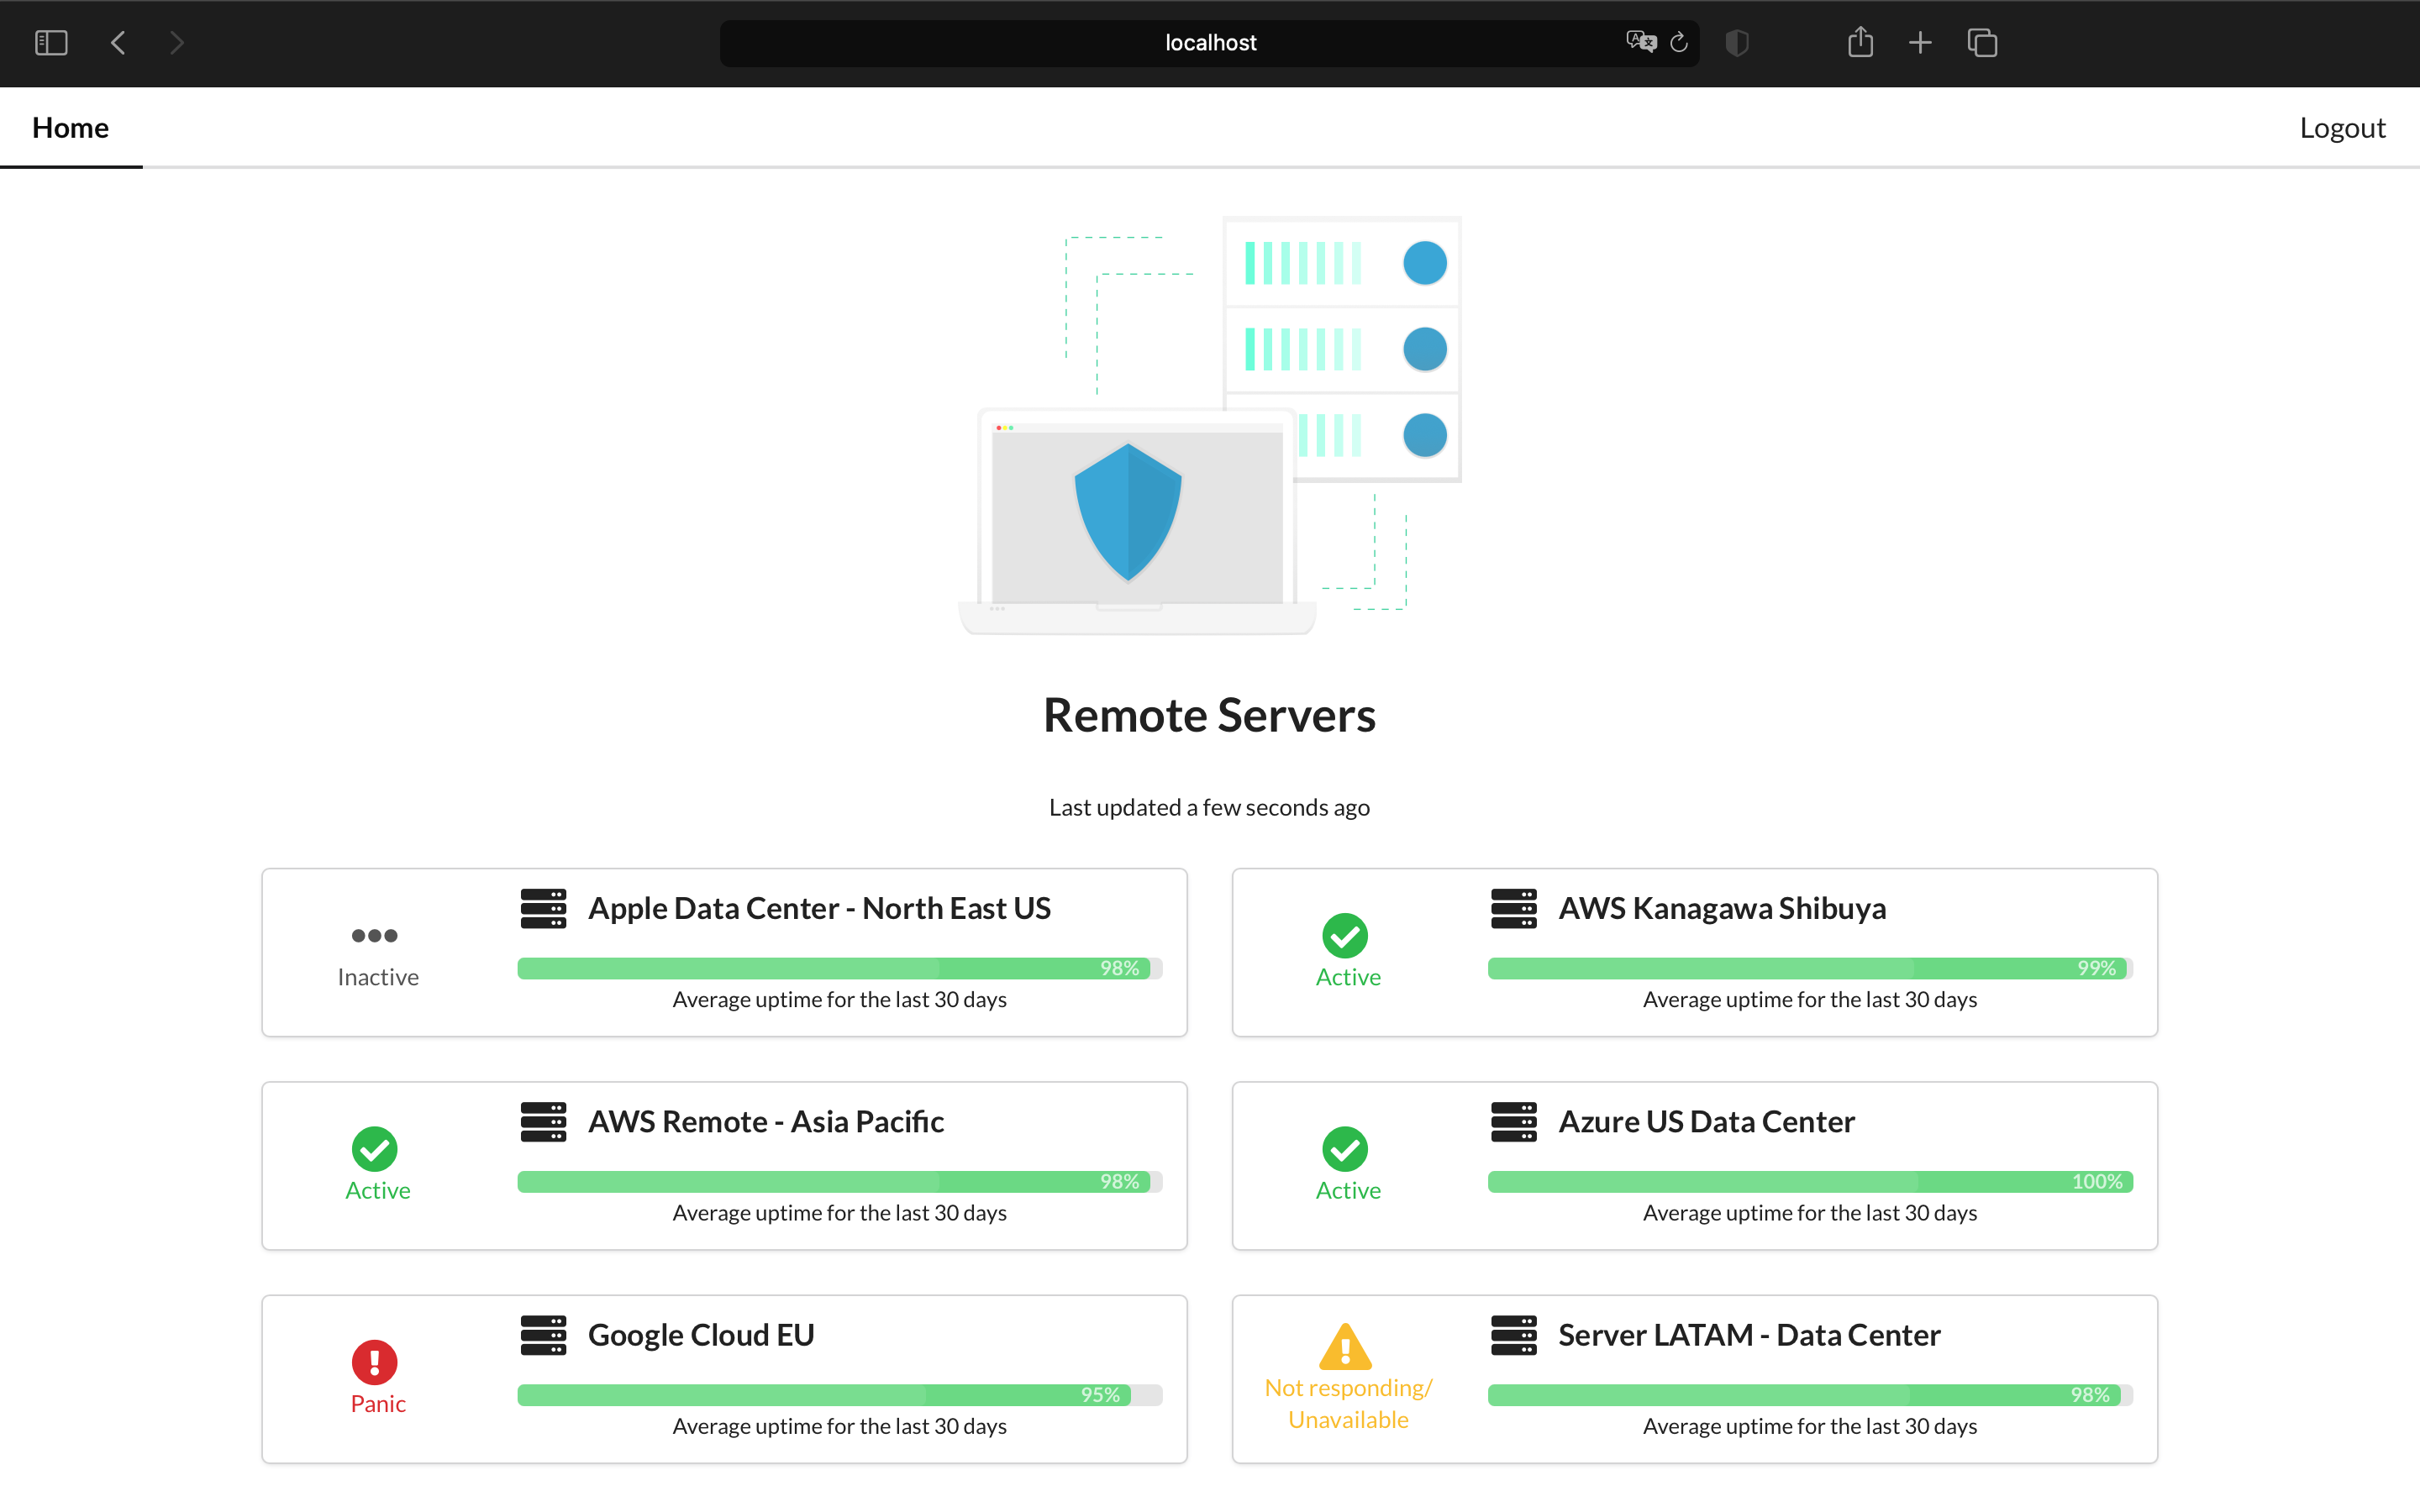 localhost
Home
Logout
Remote Servers
Last updated a few seconds ago
Apple Data Center - North East US
Inactive
98%
Average uptime for the last 30 days
AWS Kanagawa Shibuya
Active
99%
Average uptime for the last 30 days
AWS Remote - Asia Pacific
Active
98%
Average uptime for the last 30 days
Azure US Data Center
Active
100%
Average uptime for the last 30 days
Google Cloud EU
Panic
95%
Average uptime for the last 30 days
Server LATAM - Data Center
Not responding/
Unavailable
98%
Average uptime for the last 30 days